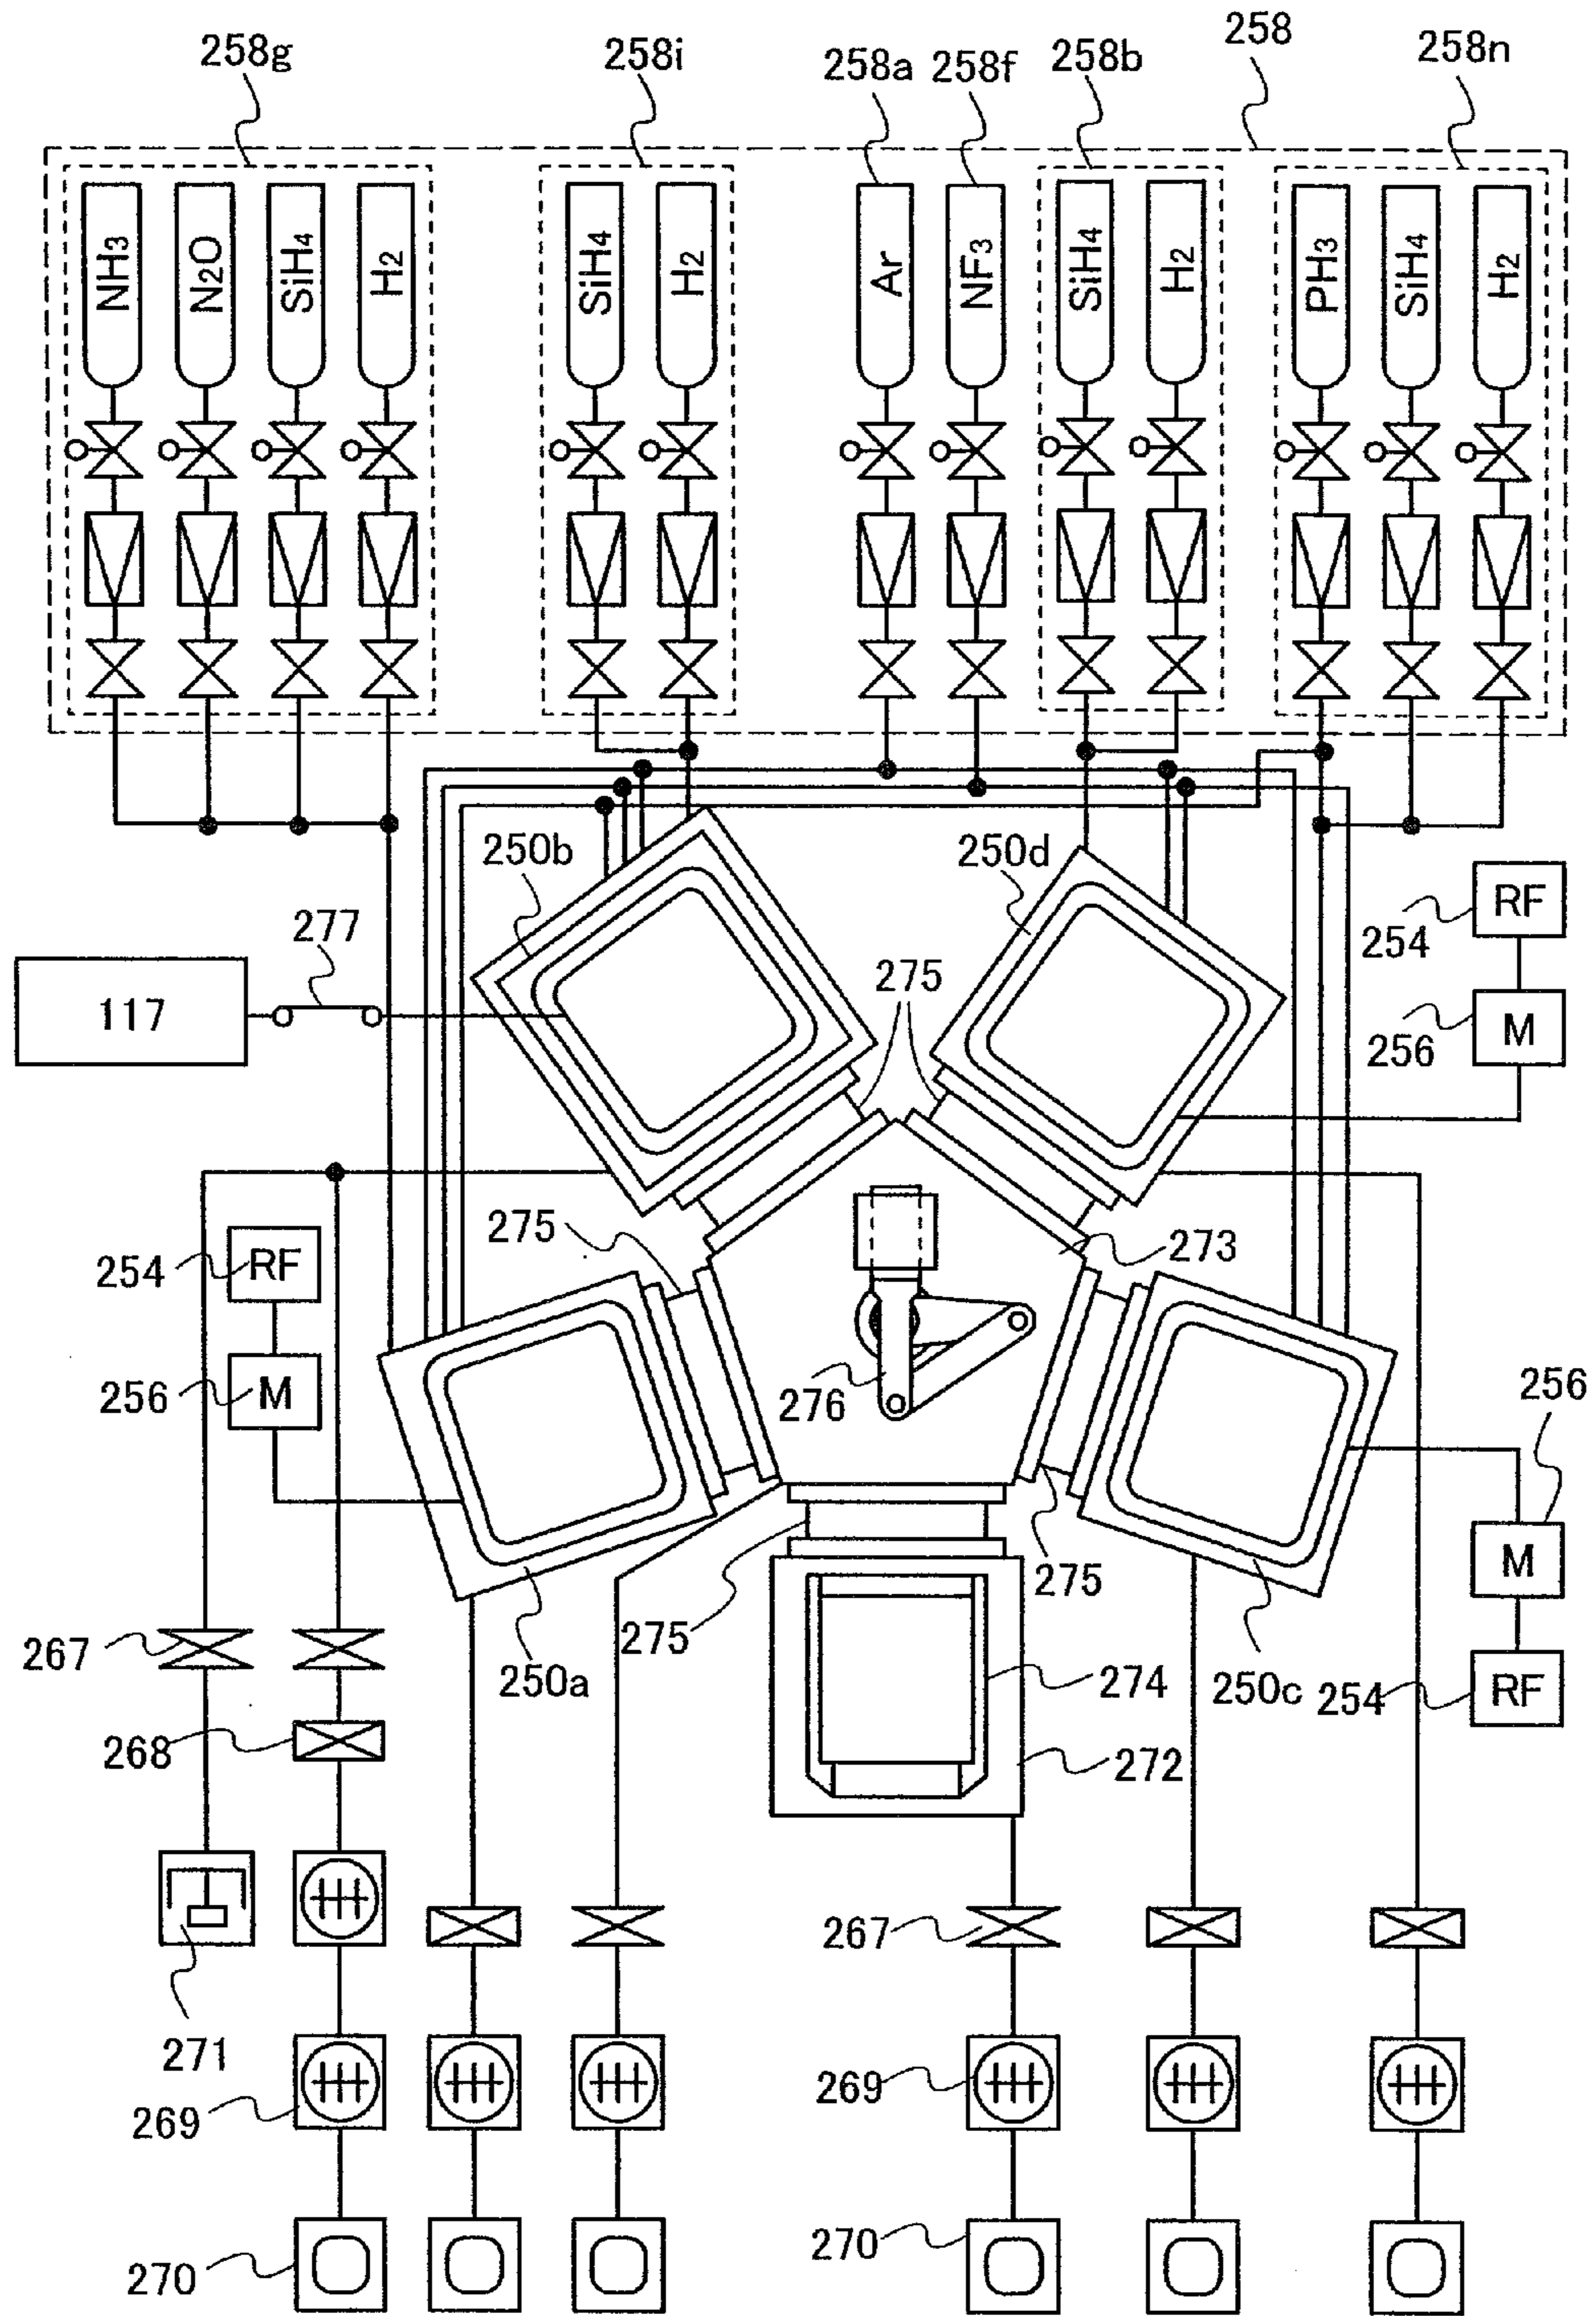 258g
258i
258a
258f
258b
258
258n
NH3
N2O
SiH4
H2
SiH4
H2
Ar
NF3
SiH4
H2
PH3
SiH4
H2
250b
250d
RF
254
277
275
117
M
256
275
273
254
RF
256
M
276
256
M
275
275
267
250a
274
250c
254
RF
268
272
267
271
269
269
270
270